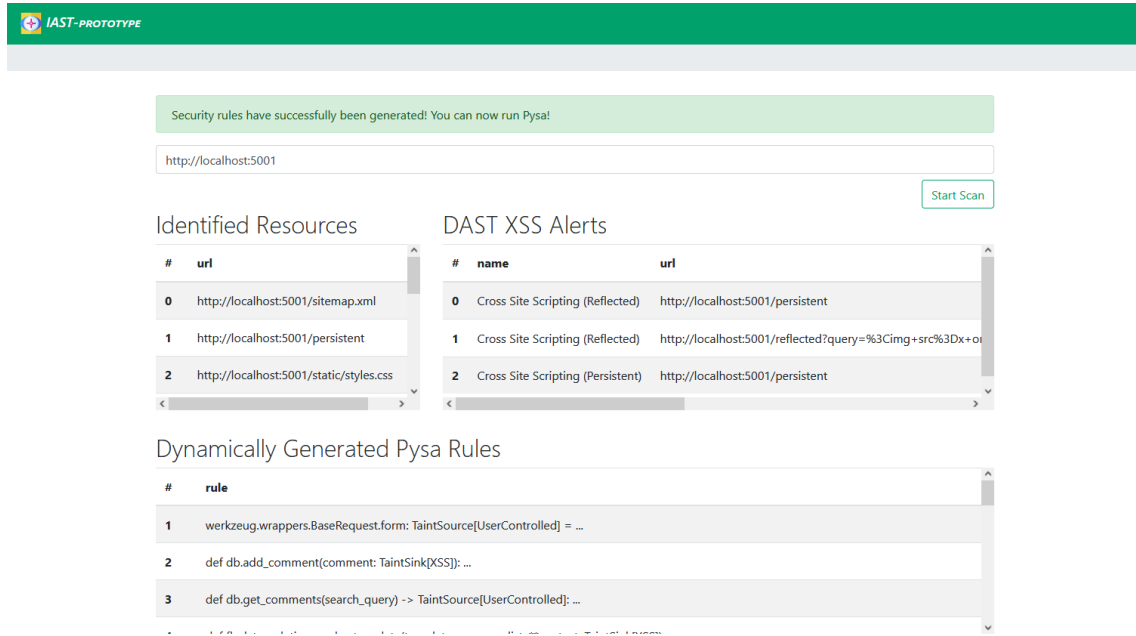 IAST-PROTOTYPE
Security rules have successfully been generated! You can now run Pysa!
http://localhost:5001
Start Scan
Identified Resources
# url
0 http://localhost:5001/sitemap.xml
1 http://localhost:5001/persistent
2 http://localhost:5001/static/styles.css
DAST XSS Alerts
# name url
0 Cross Site Scripting (Reflected) http://localhost:5001/persistent
1 Cross Site Scripting (Reflected) http://localhost:5001/reflected?query=%3Cimg+src%3Dx+o
2 Cross Site Scripting (Persistent) http://localhost:5001/persistent
Dynamically Generated Pysa Rules
# rule
1 werkzeug.wrappers.BaseRequest.form: TaintSource[UserControlled] = ...
2 def db.add_comment(comment: TaintSink[XSS]): ...
3 def db.get_comments(search_query) -> TaintSource[UserControlled]: ...